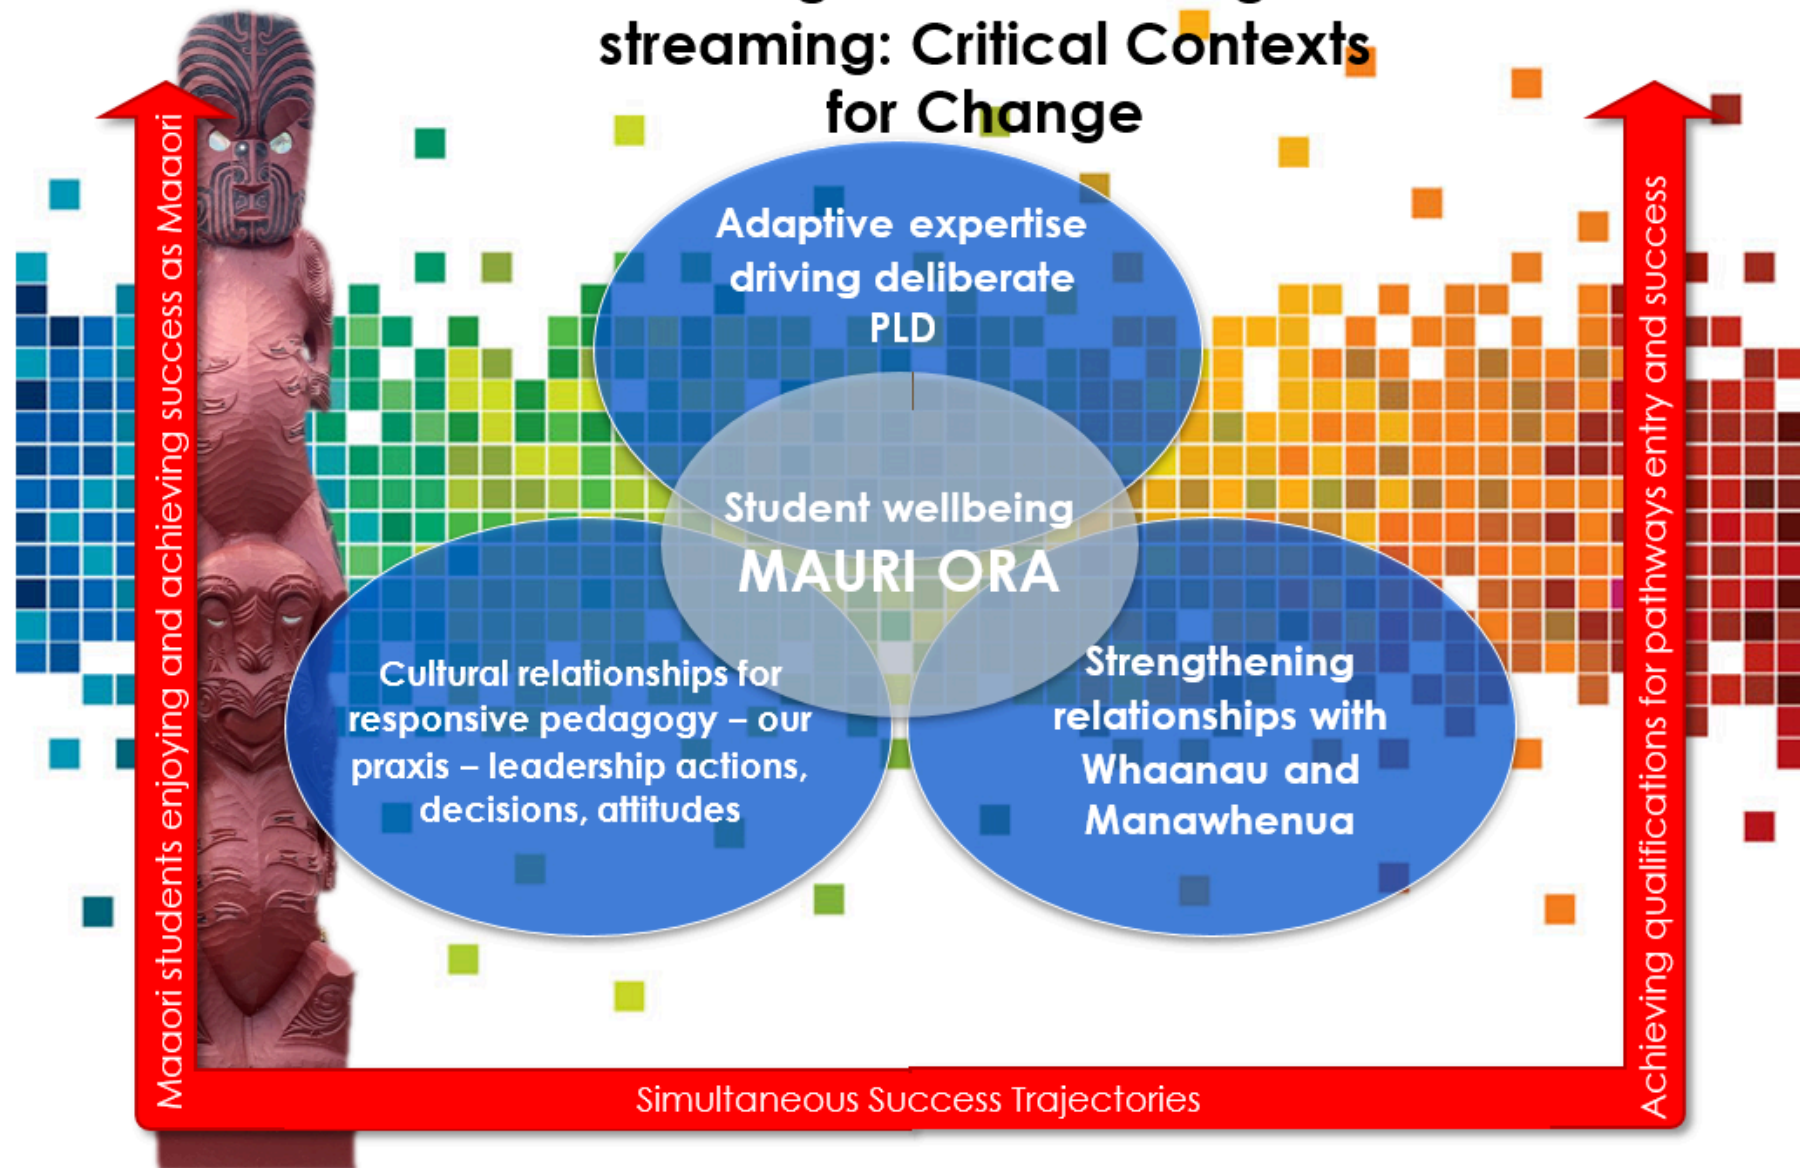 streaming: Critical Contexts
for Change
Maaori students enjoying and achieving success as Maaori
Adaptive expertise
driving deliberate
PLD
Student wellbeing
MAURI ORA
Cultural relationships for
responsive pedagogy – our
praxis – leadership actions,
decisions, attitudes
Strengthening
relationships with
Whaanau and
Manawhenua
Achieving qualifications for pathways entry and success
Simultaneous Success Trajectories